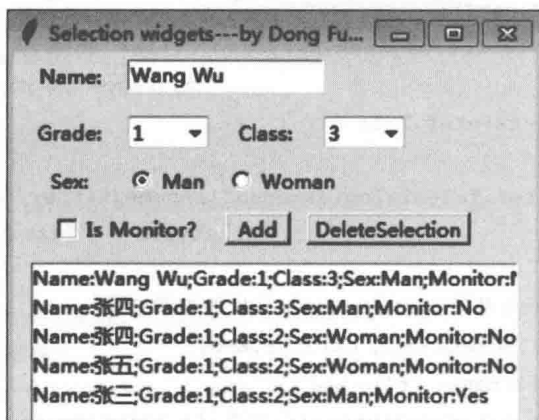 Selection widgets---by Dong Fu...
Name: Wang Wu
Grade: 1 Class: 3
Sex: Man Woman
Is Monitor? Add DeleteSelection
Name:Wang Wu;Grade:1;Class:3;Sex:Man;Monitor:
Name:张四;Grade:1;Class:3;Sex:Man;Monitor:No
Name:张四;Grade:1;Class:2;Sex:Woman;Monitor:No
Name:张五;Grade:1;Class:2;Sex:Woman;Monitor:No
Name:张三;Grade:1;Class:2;Sex:Man;Monitor:Yes